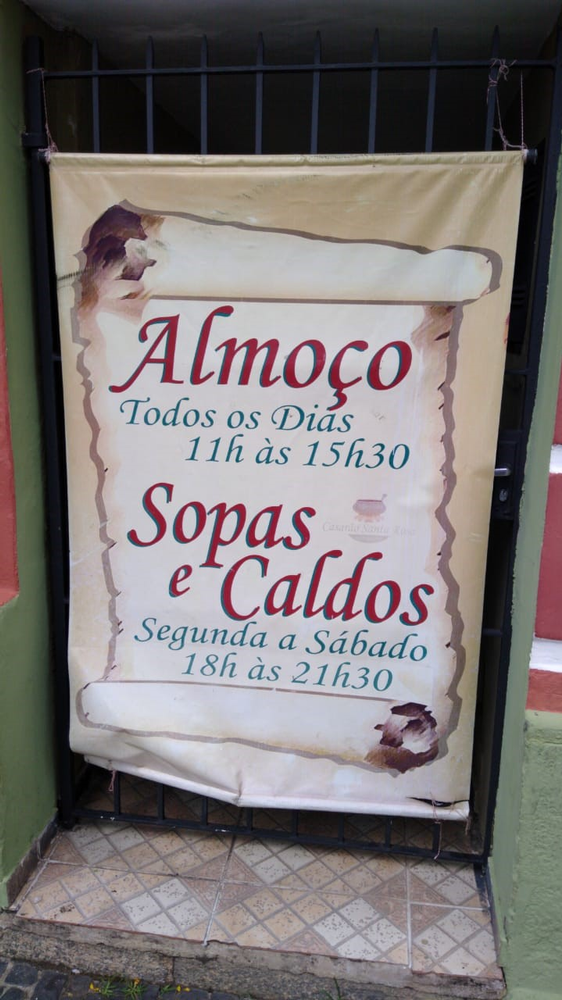 Almoço
Todos os Dias
11h às 15h30
Sopas
e Caldos
Segunda a Sábado
18h às 21h30